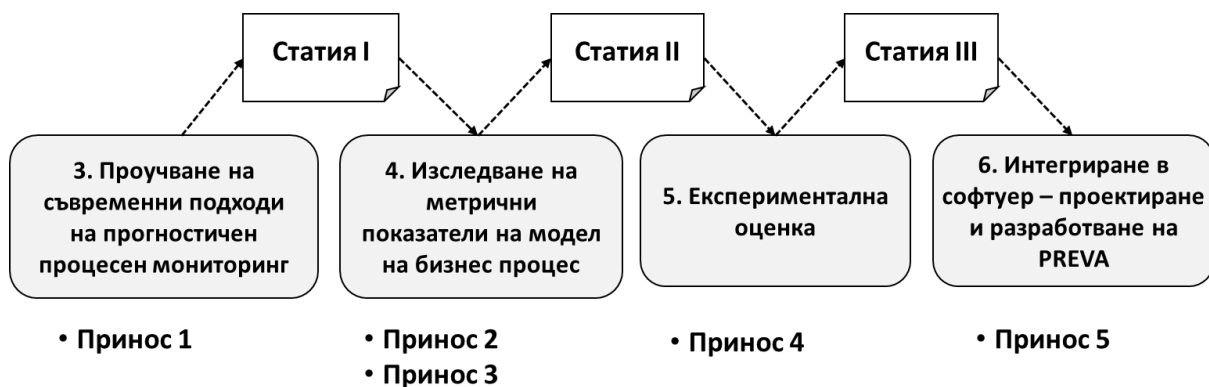 Статия I
Статия II
Статия III
3. Проучване на
съвременни подходи
на прогностичен
процесен мониторинг
4. Изследване на
метрични
показатели на модел
на бизнес процес
5. Експериментална
оценка
6. Интегриране в
софтуер – проектиране
и разработване на
PREVA
• Принос 1
• Принос 2
• Принос 3
• Принос 4
• Принос 5